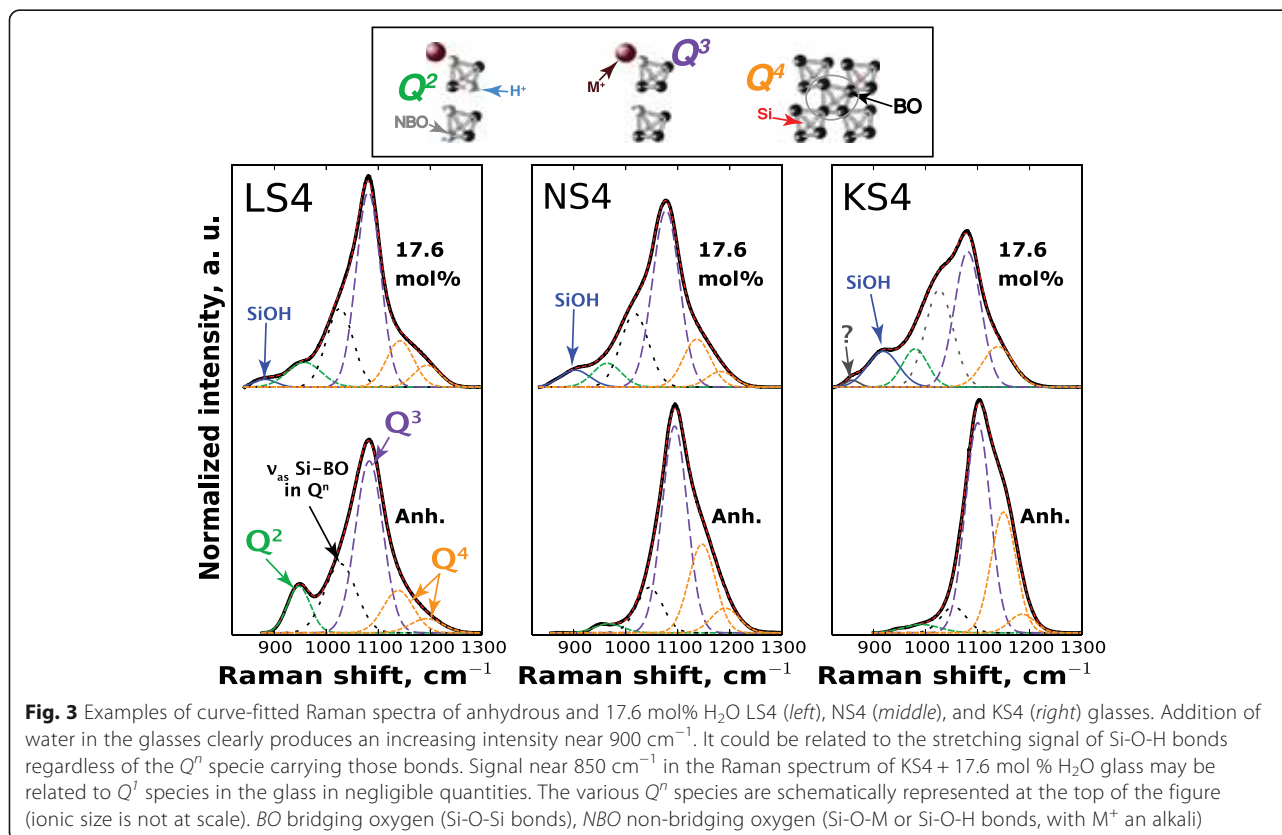 Q² H⁺ NBO
M⁺ Q³
Q⁴ Si BO
Normalized intensity, a. u.
LS4
17.6
mol%
SiOH
NS4
17.6
mol%
SiOH
KS4
17.6
mol%
SiOH
?
Q³
νas Si–BO
in Qⁿ
Anh.
Q²
Q⁴
Anh.
Anh.
900 1000 1100 1200 1300
900 1000 1100 1200 1300
900 1000 1100 1200 1300
Raman shift, cm⁻¹
Raman shift, cm⁻¹
Raman shift, cm⁻¹
Fig. 3 Examples of curve-fitted Raman spectra of anhydrous and 17.6 mol% H₂O LS4 (left), NS4 (middle), and KS4 (right) glasses. Addition of
water in the glasses clearly produces an increasing intensity near 900 cm⁻¹. It could be related to the stretching signal of Si-O-H bonds
regardless of the Qⁿ specie carrying those bonds. Signal near 850 cm⁻¹ in the Raman spectrum of KS4 + 17.6 mol % H₂O glass may be
related to Q¹ species in the glass in negligible quantities. The various Qⁿ species are schematically represented at the top of the figure
(ionic size is not at scale). BO bridging oxygen (Si-O-Si bonds), NBO non-bridging oxygen (Si-O-M or Si-O-H bonds, with M⁺ an alkali)